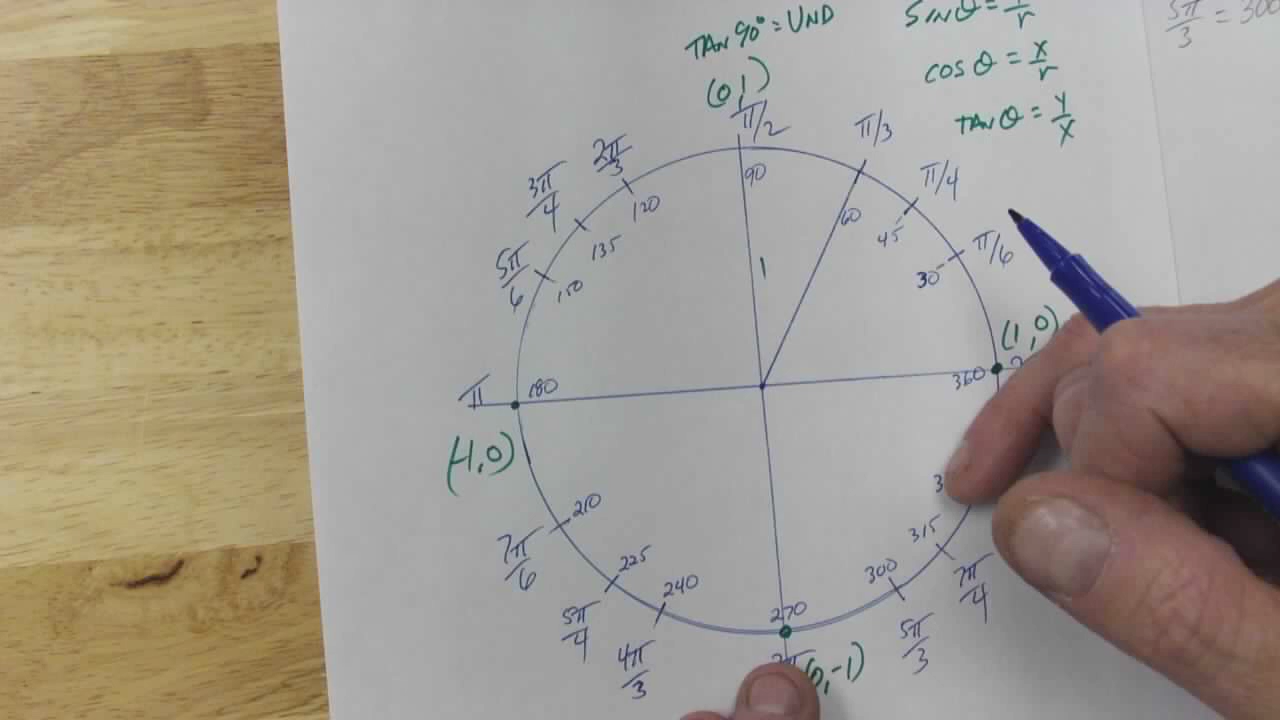 TAN 90° = UND
(0,1)
SIN θ = Y/r
COS θ = X/r
TAN θ = Y/X
5π/3 = 300
π/2
90
π/3
60
π/4
45
π/6
30
2π/3
120
3π/4
135
5π/6
150
1
(1,0)
360
π
180
(-1,0)
7π/6
210
225
5π/4
240
4π/3
270
(0,-1)
300
5π/3
315
7π/4